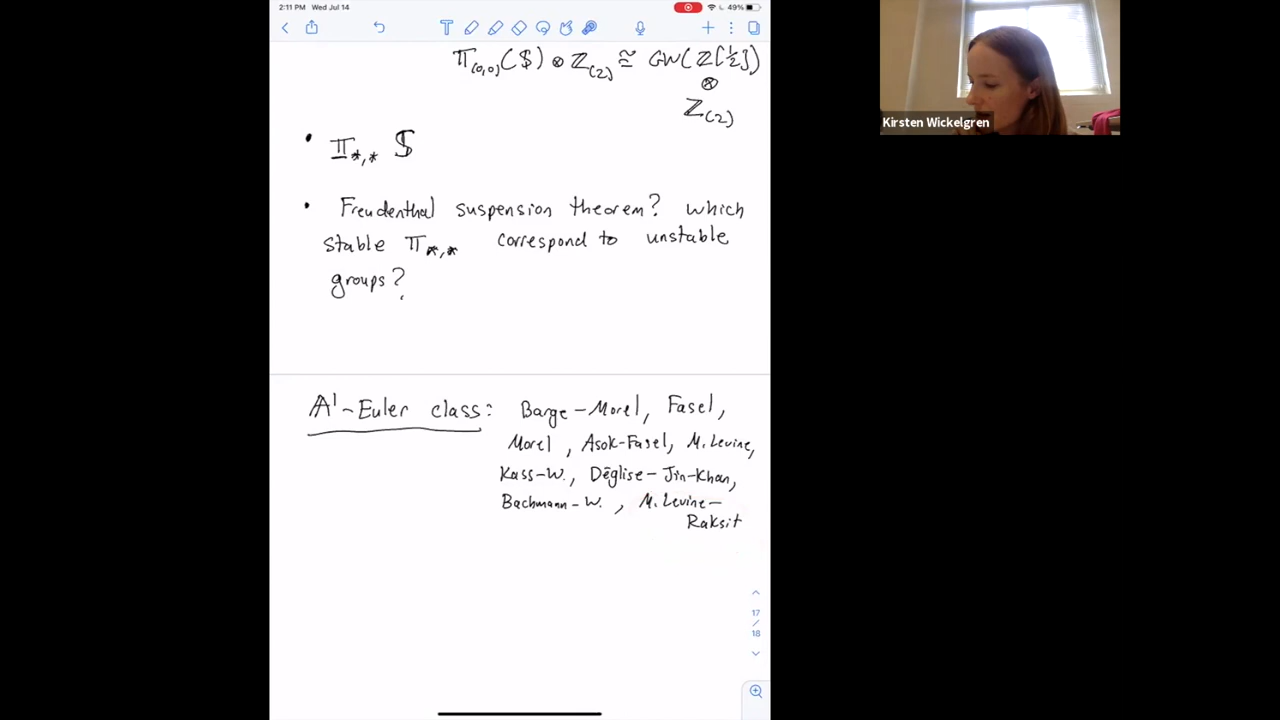 2:11 PM Wed Jul 14
49%
π(0,0)($) ⊗ ℤ(2) ≅ GW(ℤ[1/2])
⊗
ℤ(2)
• π*,* $
• Freudenthal suspension theorem? which
stable π*,* correspond to unstable
groups?
A¹-Euler class: Barge-Morel, Fasel,
Morel, Asok-Fasel, M. Levine,
Kass-W., Déglise-Jin-Khan,
Bachmann-W., M. Levine-
Raksit
17
/
18
Kirsten Wickelgren